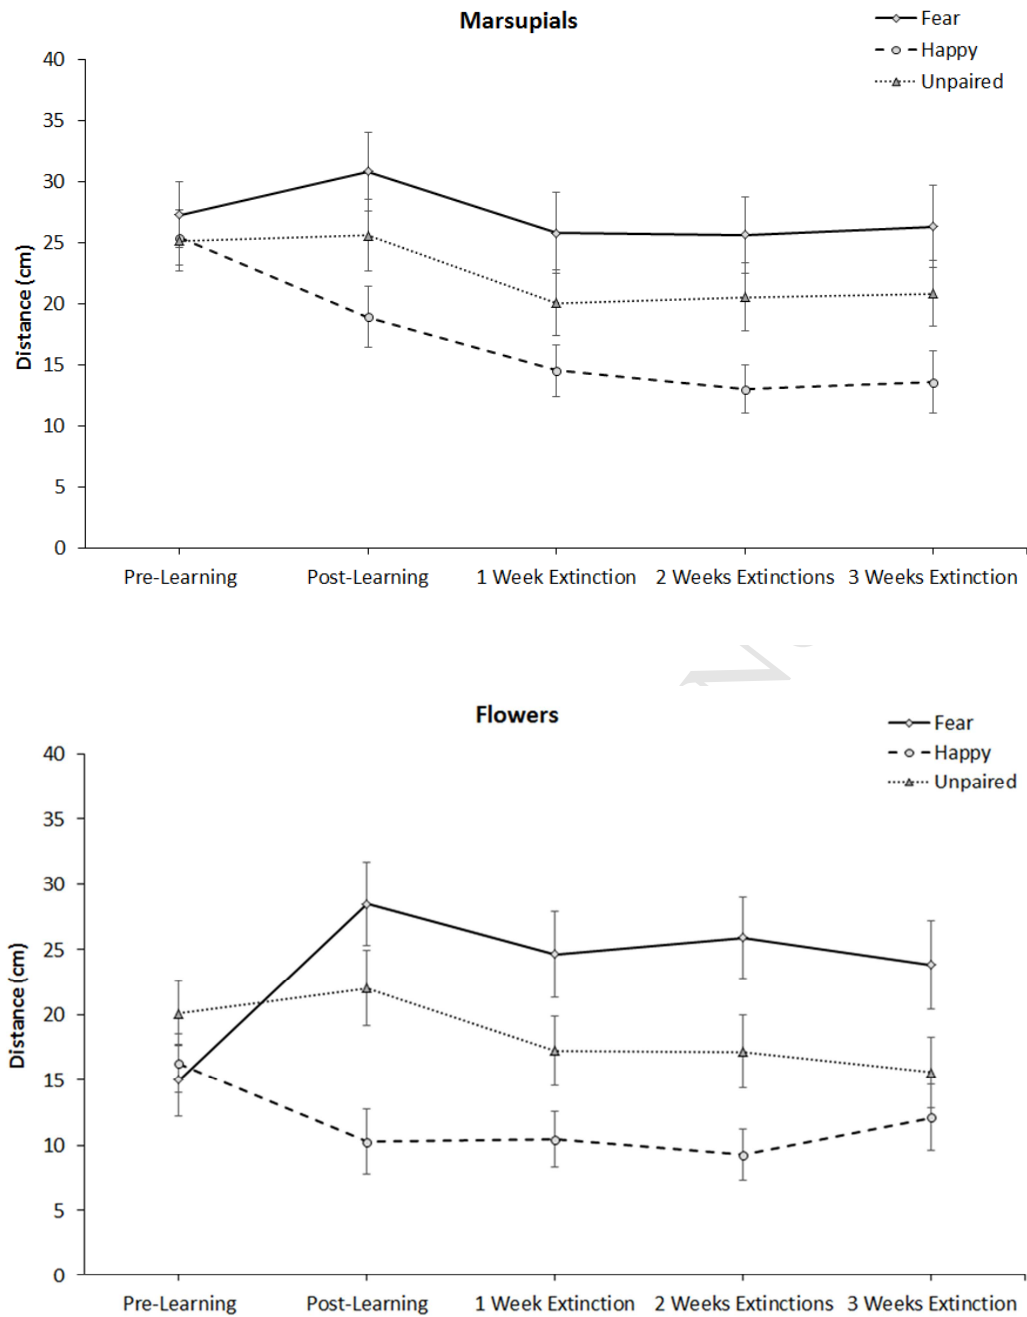 Marsupials
Fear
Happy
Unpaired
40
35
30
25
20
15
10
5
0
Distance (cm)
Pre-Learning Post-Learning 1 Week Extinction 2 Weeks Extinctions 3 Weeks Extinction
Flowers
Fear
Happy
Unpaired
40
35
30
25
20
15
10
5
0
Distance (cm)
Pre-Learning Post-Learning 1 Week Extinction 2 Weeks Extinctions 3 Weeks Extinction